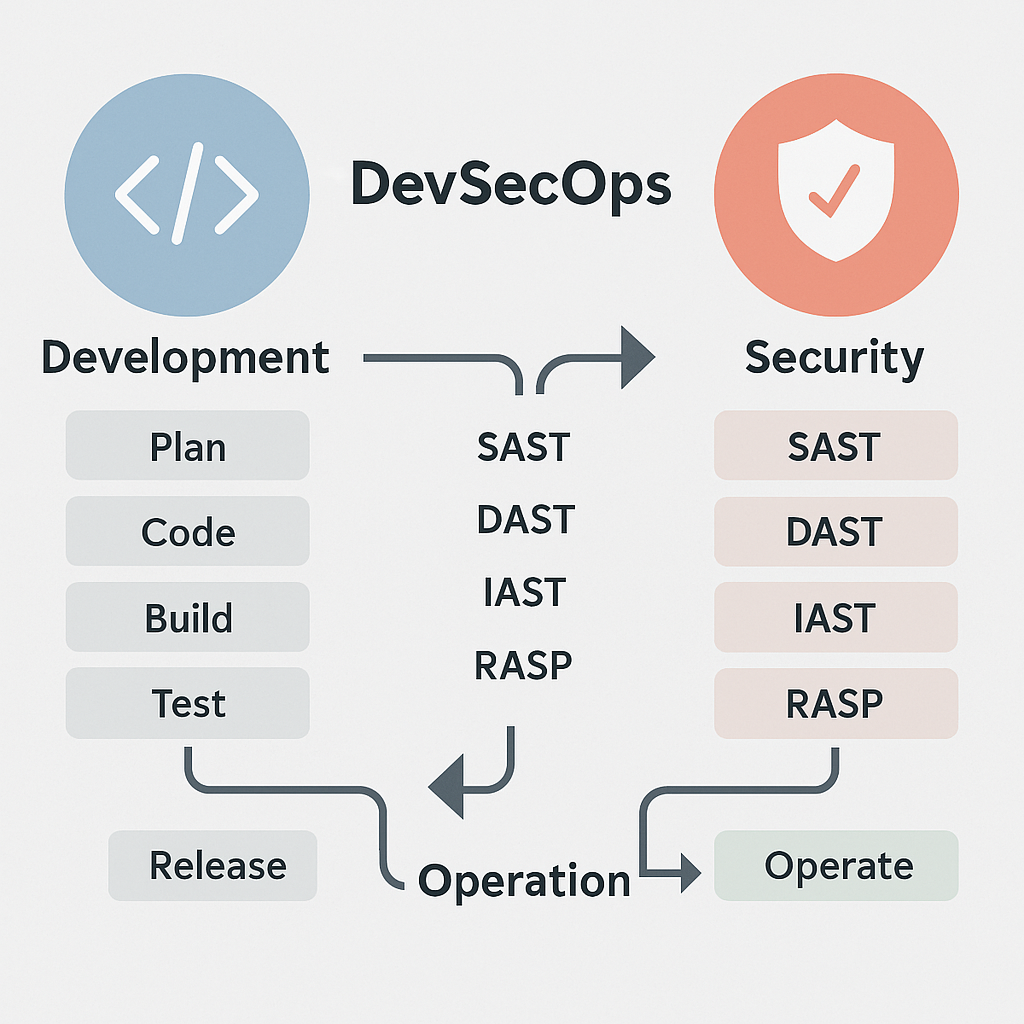 DevSecOps
Development
Security
Plan
Code
Build
Test
SAST
DAST
IAST
RASP
SAST
DAST
IAST
RASP
Release
Operation
Operate